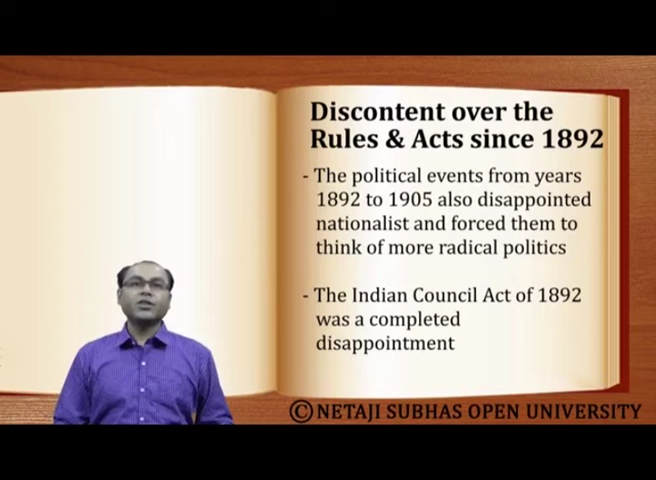 Discontent over the
Rules & Acts since 1892
- The political events from years
1892 to 1905 also disappointed
nationalist and forced them to
think of more radical politics
- The Indian Council Act of 1892
was a completed
disappointment
© NETAJI SUBHAS OPEN UNIVERSITY